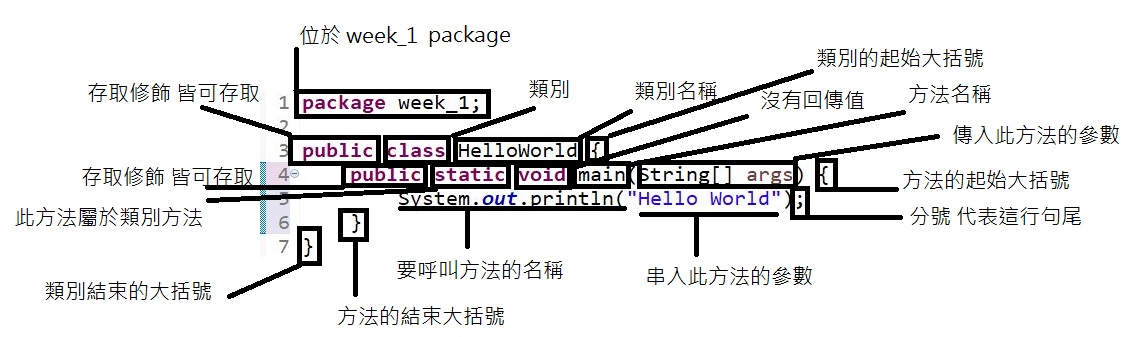 位於 week_1 package
類別的起始大括號
存取修飾 皆可存取
類別
類別名稱
沒有回傳值
方法名稱
1 package week_1;
2
傳入此方法的參數
3 public class HelloWorld {
存取修飾 皆可存取
4 public static void main(String[] args) {
方法的起始大括號
此方法屬於類別方法
5 System.out.println("Hello World");
分號 代表這行句尾
6 }
7 }
要呼叫方法的名稱
串入此方法的參數
類別結束的大括號
方法的結束大括號